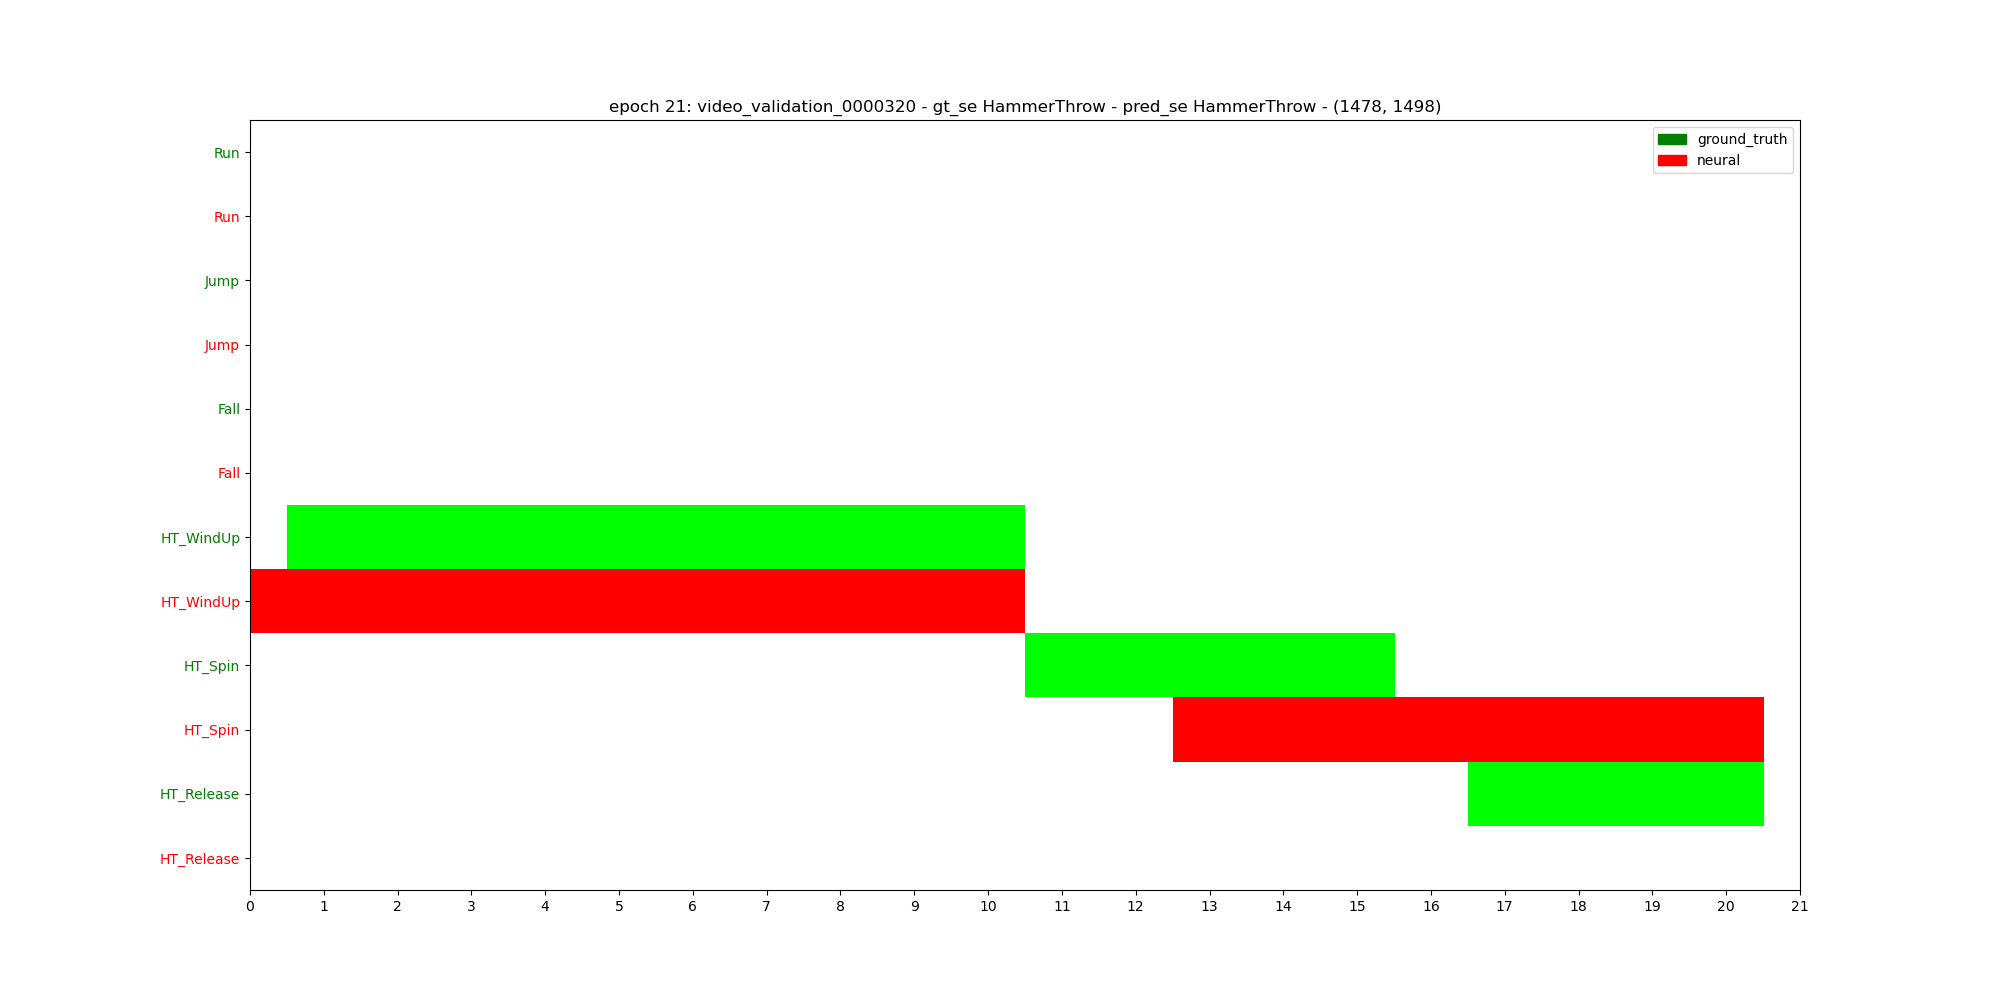 epoch 21: video_validation_0000320 - gt_se HammerThrow - pred_se HammerThrow - (1478, 1498)
ground_truth
neural
Run
Run
Jump
Jump
Fall
Fall
HT_WindUp
HT_WindUp
HT_Spin
HT_Spin
HT_Release
HT_Release
0 1 2 3 4 5 6 7 8 9 10 11 12 13 14 15 16 17 18 19 20 21